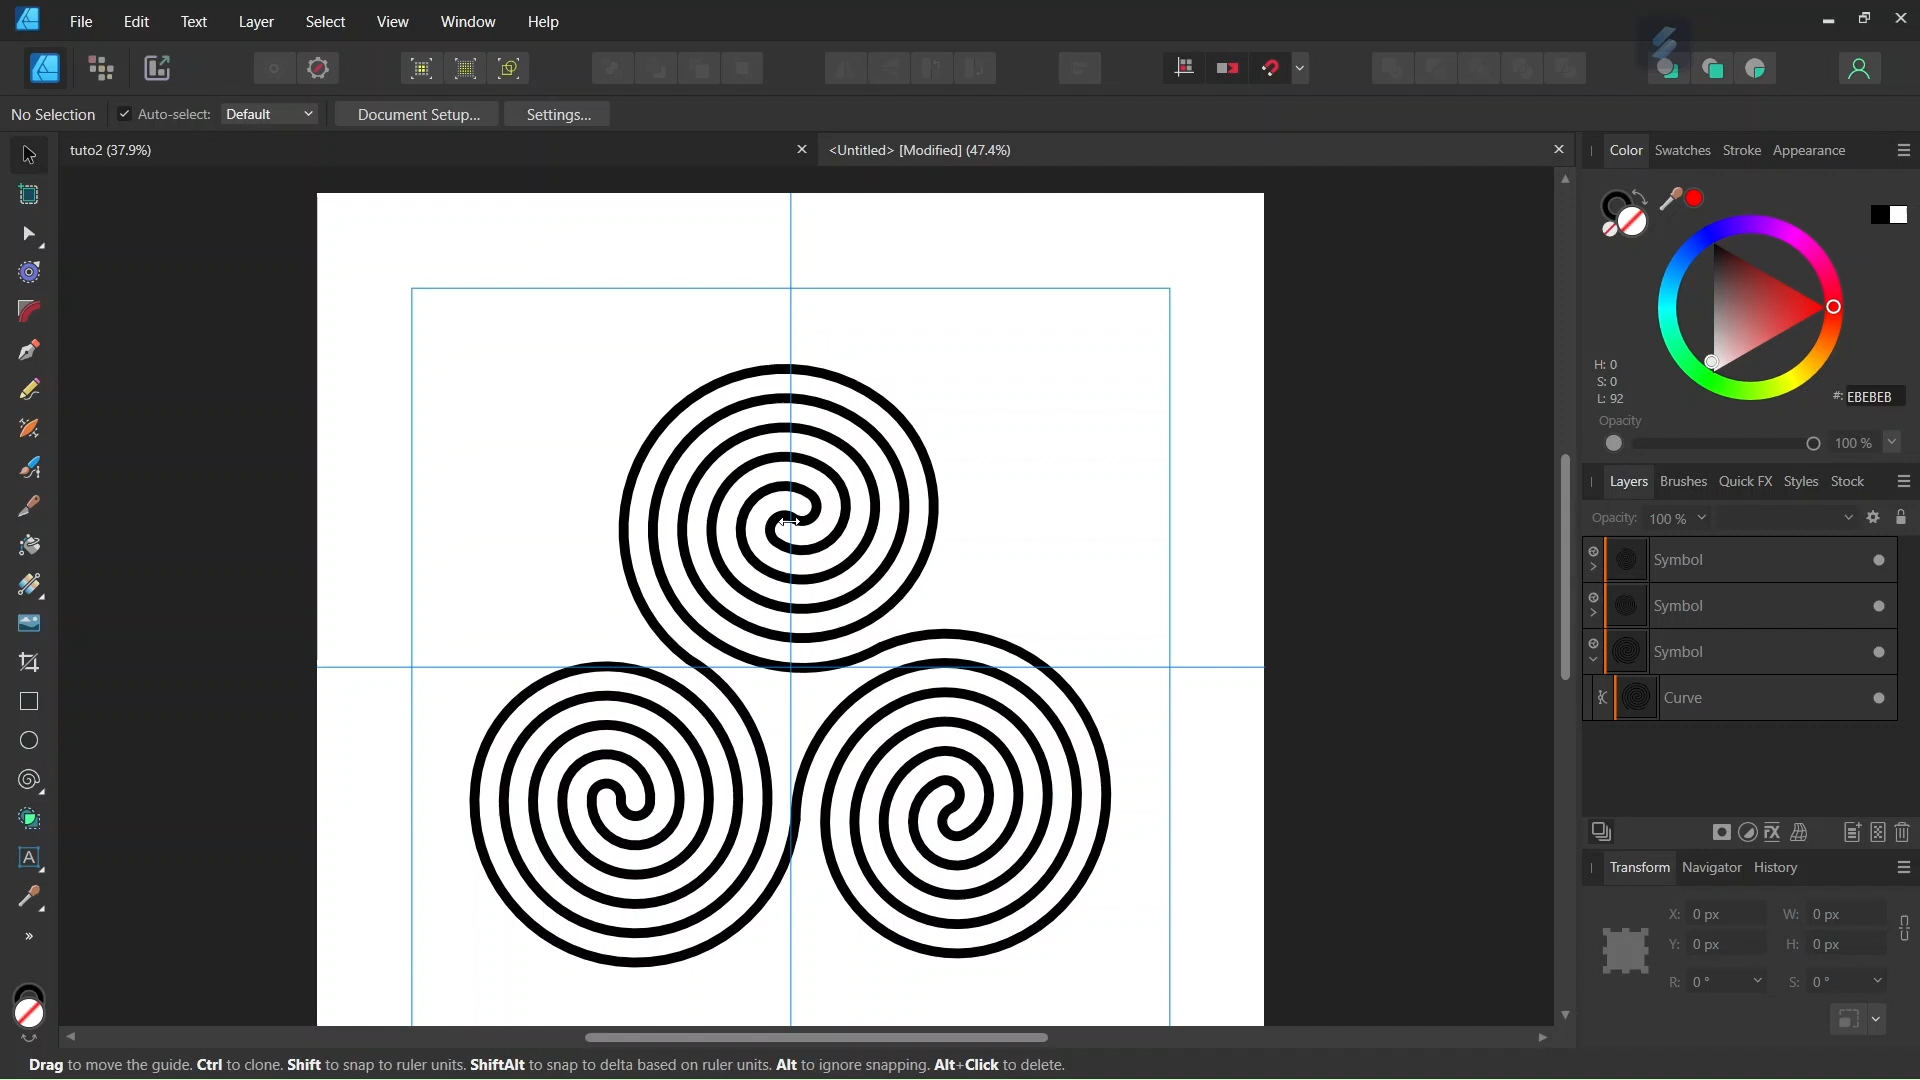 File Edit Text Layer Select View Window Help
No Selection Auto-select: Default Document Setup... Settings...
tuto2 (37.9%) <Untitled> [Modified] (47.4%)
Color Swatches Stroke Appearance
H: 0
S: 0
L: 92
#: EBEBEB
Opacity
100 %
Layers Brushes Quick FX Styles Stock
Opacity: 100 %
Symbol
Symbol
Symbol
Curve
Transform Navigator History
X: 0 px W: 0 px
Y: 0 px H: 0 px
R: 0 ° S: 0 °
Drag to move the guide. Ctrl to clone. Shift to snap to ruler units. ShiftAlt to snap to delta based on ruler units. Alt to ignore snapping. Alt+Click to delete.